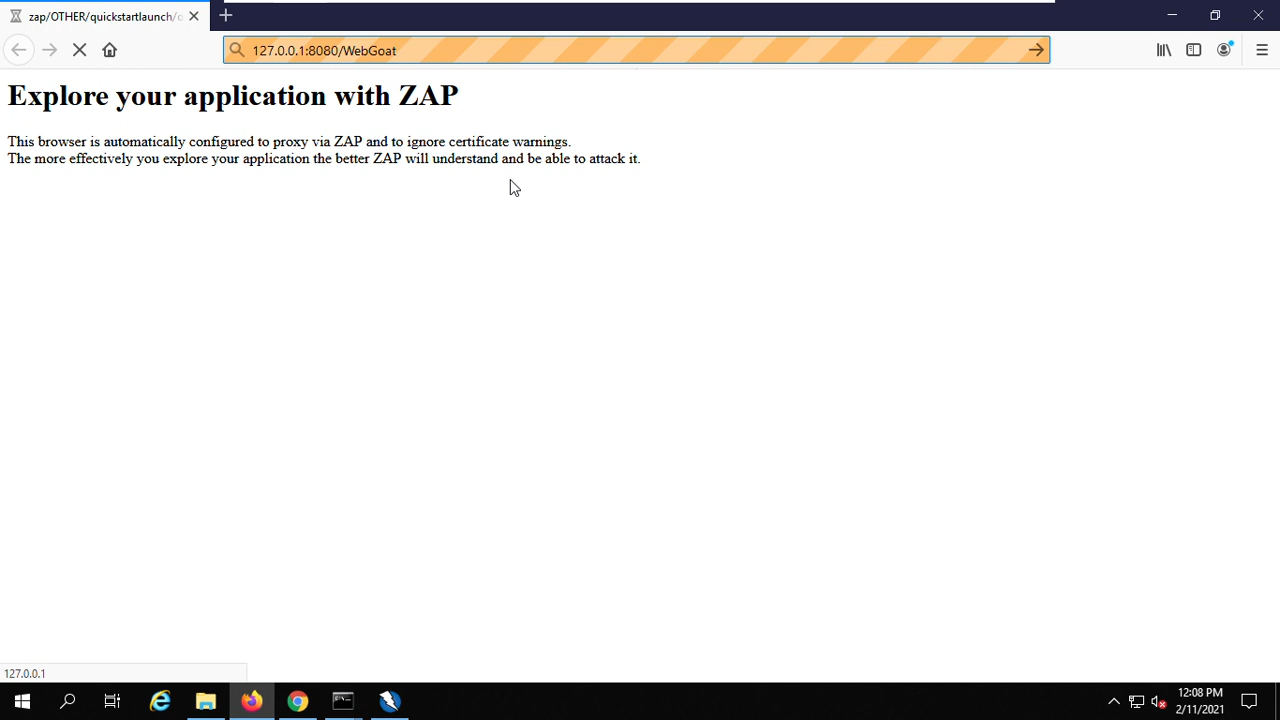 zap/OTHER/quickstartlaunch/
127.0.0.1:8080/WebGoat
Explore your application with ZAP
This browser is automatically configured to proxy via ZAP and to ignore certificate warnings.
The more effectively you explore your application the better ZAP will understand and be able to attack it.
127.0.0.1
12:08 PM
2/11/2021